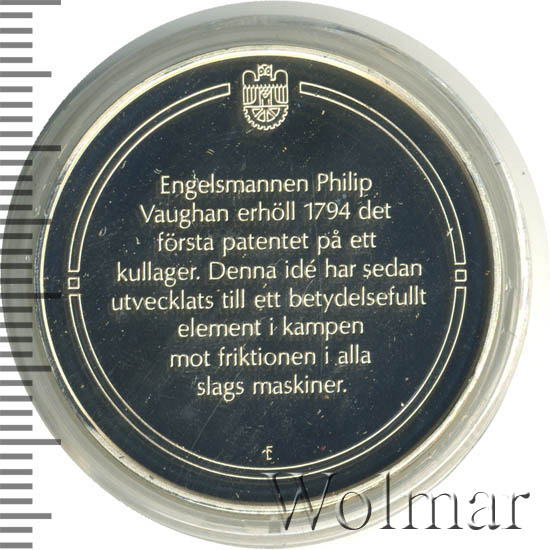 Engelsmannen Philip
Vaughan erhöll 1794 det
första patentet på ett
kullager. Denna idé har sedan
utvecklats till ett betydelsefullt
element i kampen
mot friktionen i alla
slags maskiner.
Wolmar